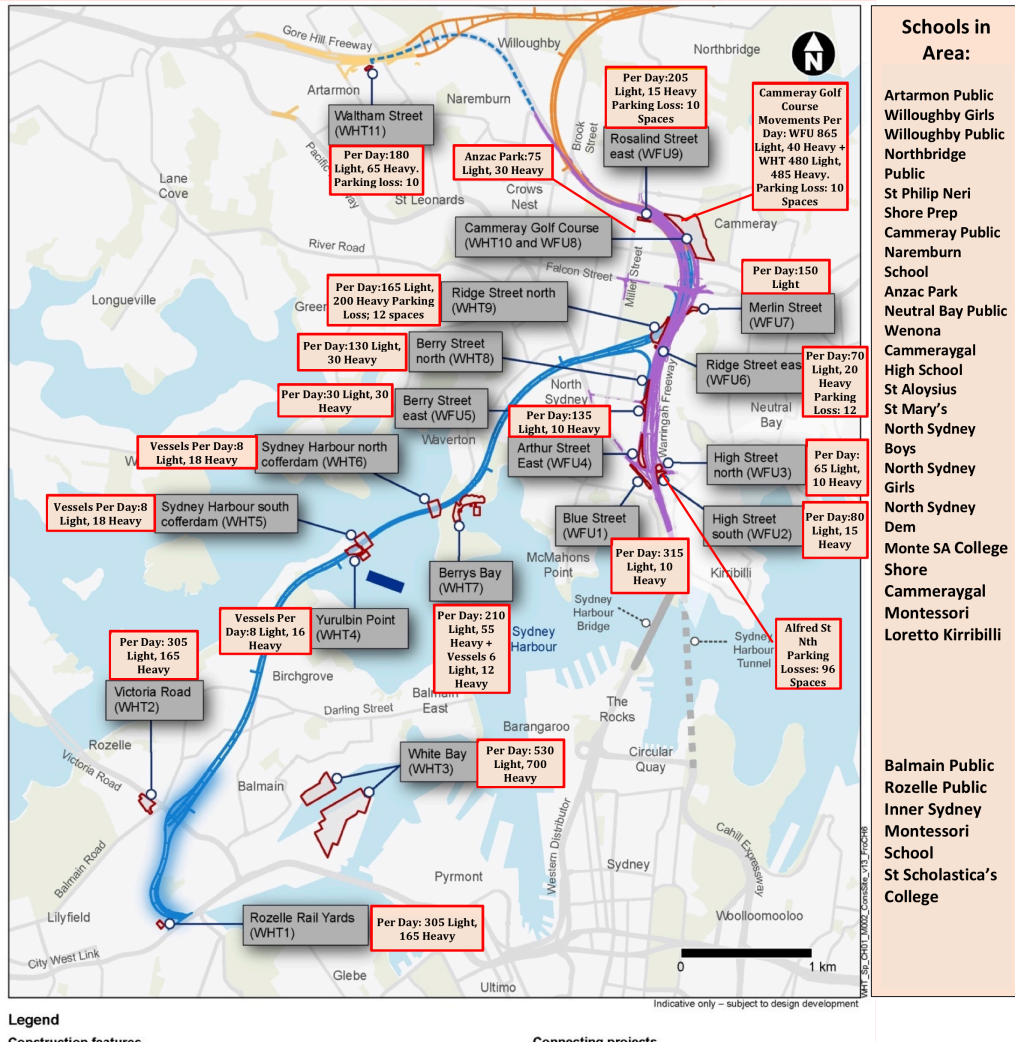 Gore Hill Freeway
Willoughby
Northbridge
N
Artarmon
Naremburn
Brook
Street
Waltham Street
(WHT11)
Per Day:180
Light, 65 Heavy.
Parking loss: 10
Pacific
way
Lane
Cove
St Leonards
River Road
Longueville
Gree
Per Day:205
Light, 15 Heavy
Parking Loss: 10
Spaces
Rosalind Street
east (WFU9)
Anzac Park:75
Light, 30 Heavy
Crows
Nest
Cammeray Golf
Course
Movements Per
Day: WFU 865
Light, 40 Heavy +
WHT 480 Light,
485 Heavy.
Parking Loss: 10
Spaces
Cammeray Golf Course
(WHT10 and WFU8)
Cammeray
Falcon Street
Miller Street
Per Day:165 Light,
200 Heavy Parking
Loss; 12 spaces
Ridge Street north
(WHT9)
Per Day:150
Light
Merlin Street
(WFU7)
Per Day:130 Light,
30 Heavy
Berry Street
north (WHT8)
Ridge Street eas
(WFU6)
Per Day:70
Light, 20
Heavy
Parking
Loss: 12
Warringah Freeway
North
Sydney
Neutral
Bay
Per Day:30 Light, 30
Heavy
Berry Street
east (WFU5)
Per Day:135
Light, 10 Heavy
Arthur Street
East (WFU4)
Waverton
W
Vessels Per Day:8
Light, 18 Heavy
Sydney Harbour north
cofferdam (WHT6)
High Street
north (WFU3)
Per Day:
65 Light,
10 Heavy
Vessels Per Day:8
Light, 18 Heavy
Sydney Harbour south
cofferdam (WHT5)
Blue Street
(WFU1)
High Street
south (WFU2)
Per Day:80
Light, 15
Heavy
Per Day: 315
Light, 10
Heavy
McMahons
Point
Kirribilli
Berrys Bay
(WHT7)
Per Day: 210
Light, 55
Heavy +
Vessels 6
Light, 12
Heavy
Sydney
Harbour
Bridge
Sydney
Harbour
Sydney
Harbour
Tunnel
Alfred St
Nth
Parking
Losses: 96
Spaces
Vessels Per
Day:8 Light, 16
Heavy
Yurulbin Point
(WHT4)
Per Day: 305
Light, 165
Heavy
Victoria Road
(WHT2)
Birchgrove
Darling Street
Balmain
East
Barangaroo
The
Rocks
Circular
Quay
Rozelle
Victoria Road
Balmain
White Bay
(WHT3)
Per Day: 530
Light, 700
Heavy
Western Distributor
Cahill Expressway
Balmain Road
Pyrmont
Sydney
Woolloomooloo
Lilyfield
City West Link
Rozelle Rail Yards
(WHT1)
Per Day: 305 Light,
165 Heavy
Glebe
Ultimo
0 1 km
WHT_Sp_CH01_M002_ConsSite_v13_FroCH6
Indicative only – subject to design development
Schools in
Area:
Artarmon Public
Willoughby Girls
Willoughby Public
Northbridge
Public
St Philip Neri
Shore Prep
Cammeray Public
Naremburn
School
Anzac Park
Neutral Bay Public
Wenona
Cammeraygal
High School
St Aloysius
St Mary's
North Sydney
Boys
North Sydney
Girls
North Sydney
Dem
Monte SA College
Shore
Cammeraygal
Montessori
Loretto Kirribilli
Balmain Public
Rozelle Public
Inner Sydney
Montessori
School
St Scholastica's
College
Legend
Construction features
Connecting projects